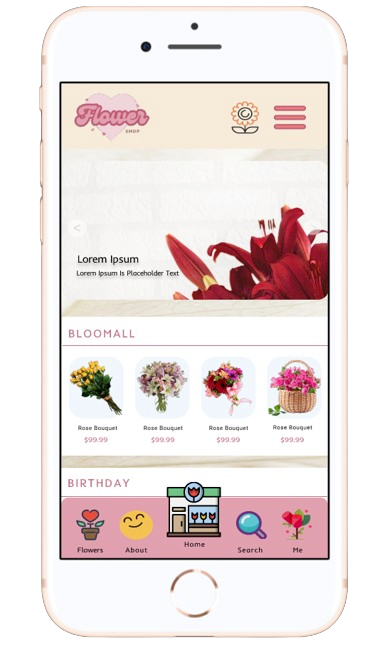 Flower
SHOP
<
Lorem Ipsum
Lorem Ipsum Is Placeholder Text
BLOOMALL
Rose Bouquet Rose Bouquet Rose Bouquet Rose Bouquet
$99.99 $99.99 $99.99 $99.99
BIRTHDAY
Flowers About Home Search Me